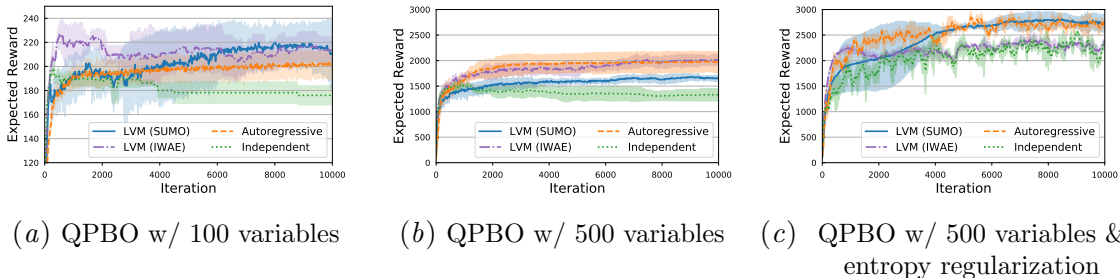 240
220
200
180
160
140
120
Expected Reward
LVM (SUMO)
LVM (IWAE)
Autoregressive
Independent
0 2000 4000 6000 8000 10000
Iteration
3000
2500
2000
1500
1000
500
0
Expected Reward
LVM (SUMO)
LVM (IWAE)
Autoregressive
Independent
0 2000 4000 6000 8000 10000
Iteration
3000
2500
2000
1500
1000
500
0
Expected Reward
LVM (SUMO)
LVM (IWAE)
Autoregressive
Independent
0 2000 4000 6000 8000 10000
Iteration
(a) QPBO w/ 100 variables
(b) QPBO w/ 500 variables
(c) QPBO w/ 500 variables &
entropy regularization